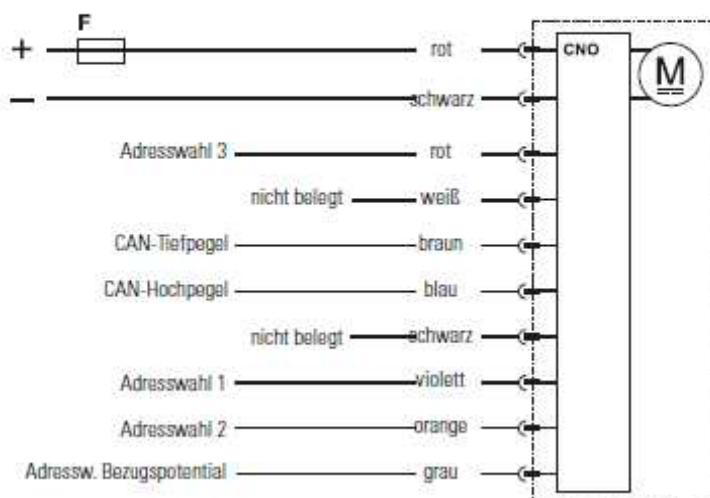 F
+ rot CNO M
– schwarz
Adresswahl 3 rot
nicht belegt weiß
CAN-Tiefpegel braun
CAN-Hochpegel blau
nicht belegt schwarz
Adresswahl 1 violett
Adresswahl 2 orange
Adressw. Bezugspotential grau